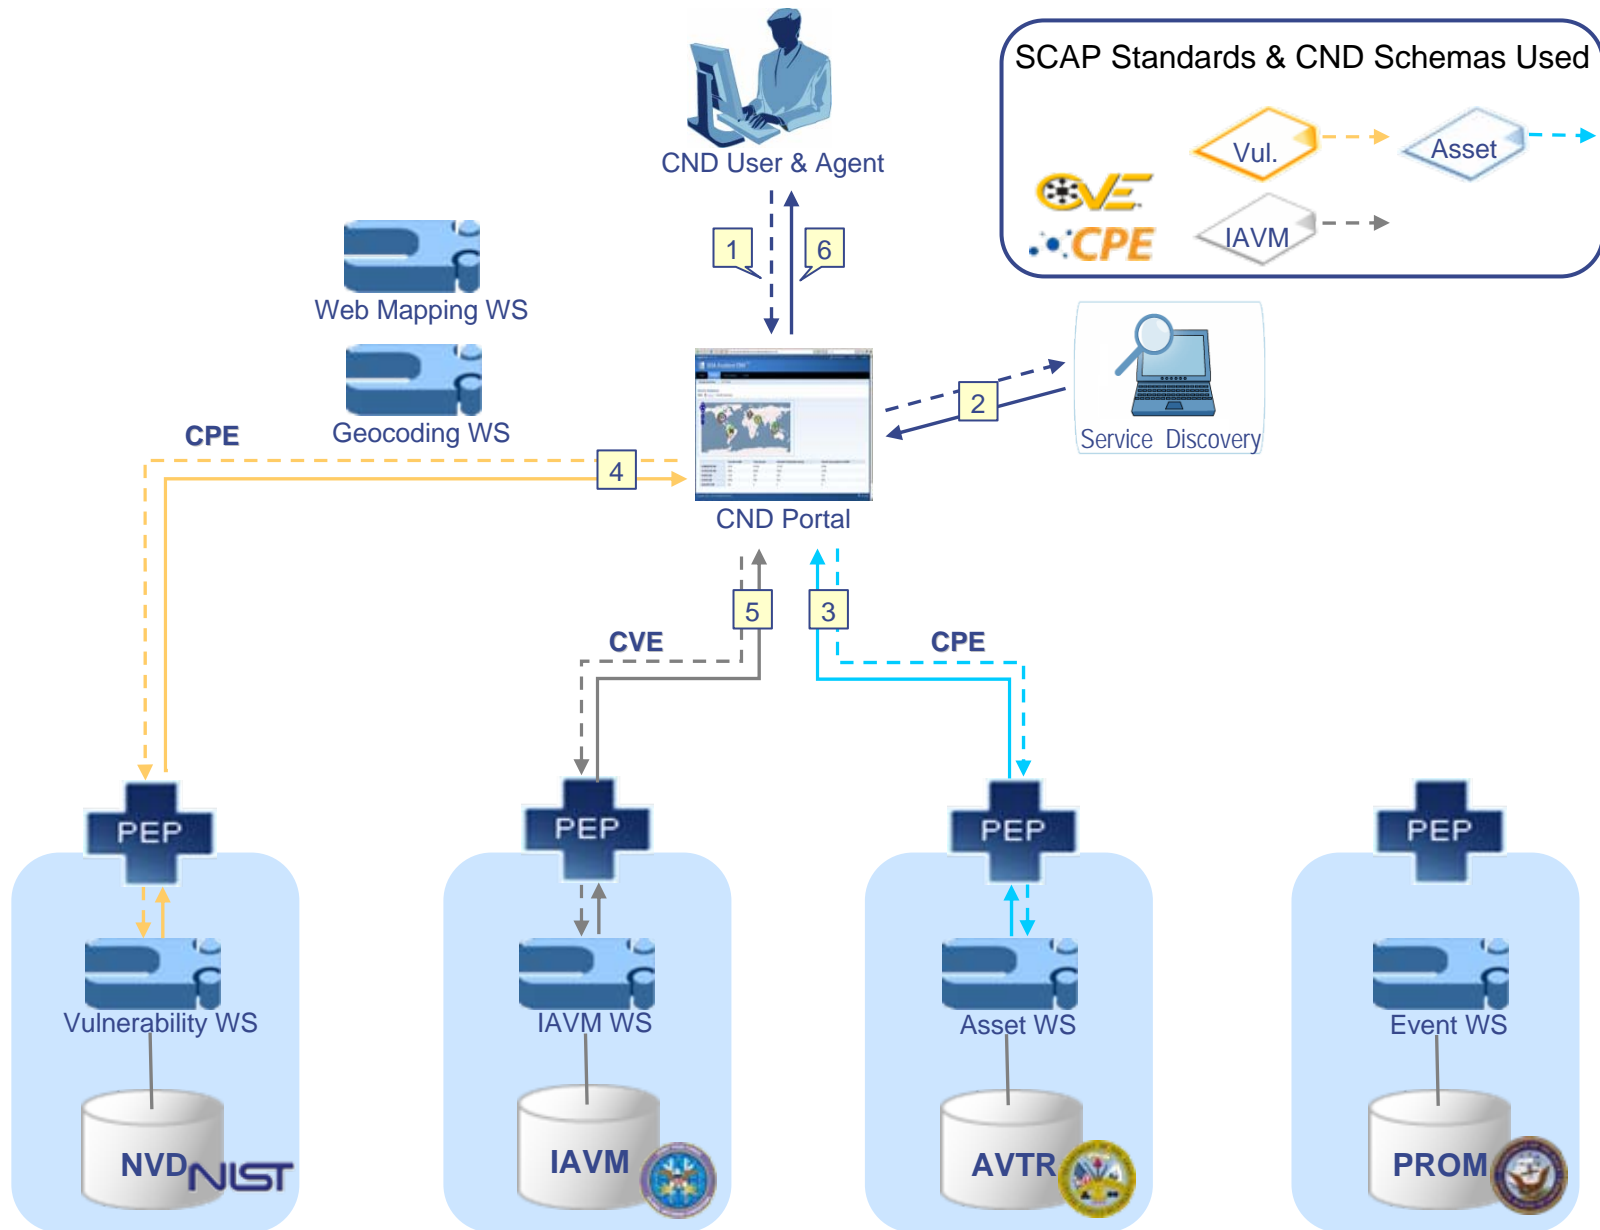 SCAP Standards & CND Schemas Used
Vul.
Asset
CVE
CPE
IAVM
CND User & Agent
1
6
Web Mapping WS
Geocoding WS
2
Service Discovery
CPE
4
CND Portal
5
3
CVE
CPE
PEP
PEP
PEP
PEP
Vulnerability WS
IAVM WS
Asset WS
Event WS
NVD
NIST
IAVM
AVTR
PROM